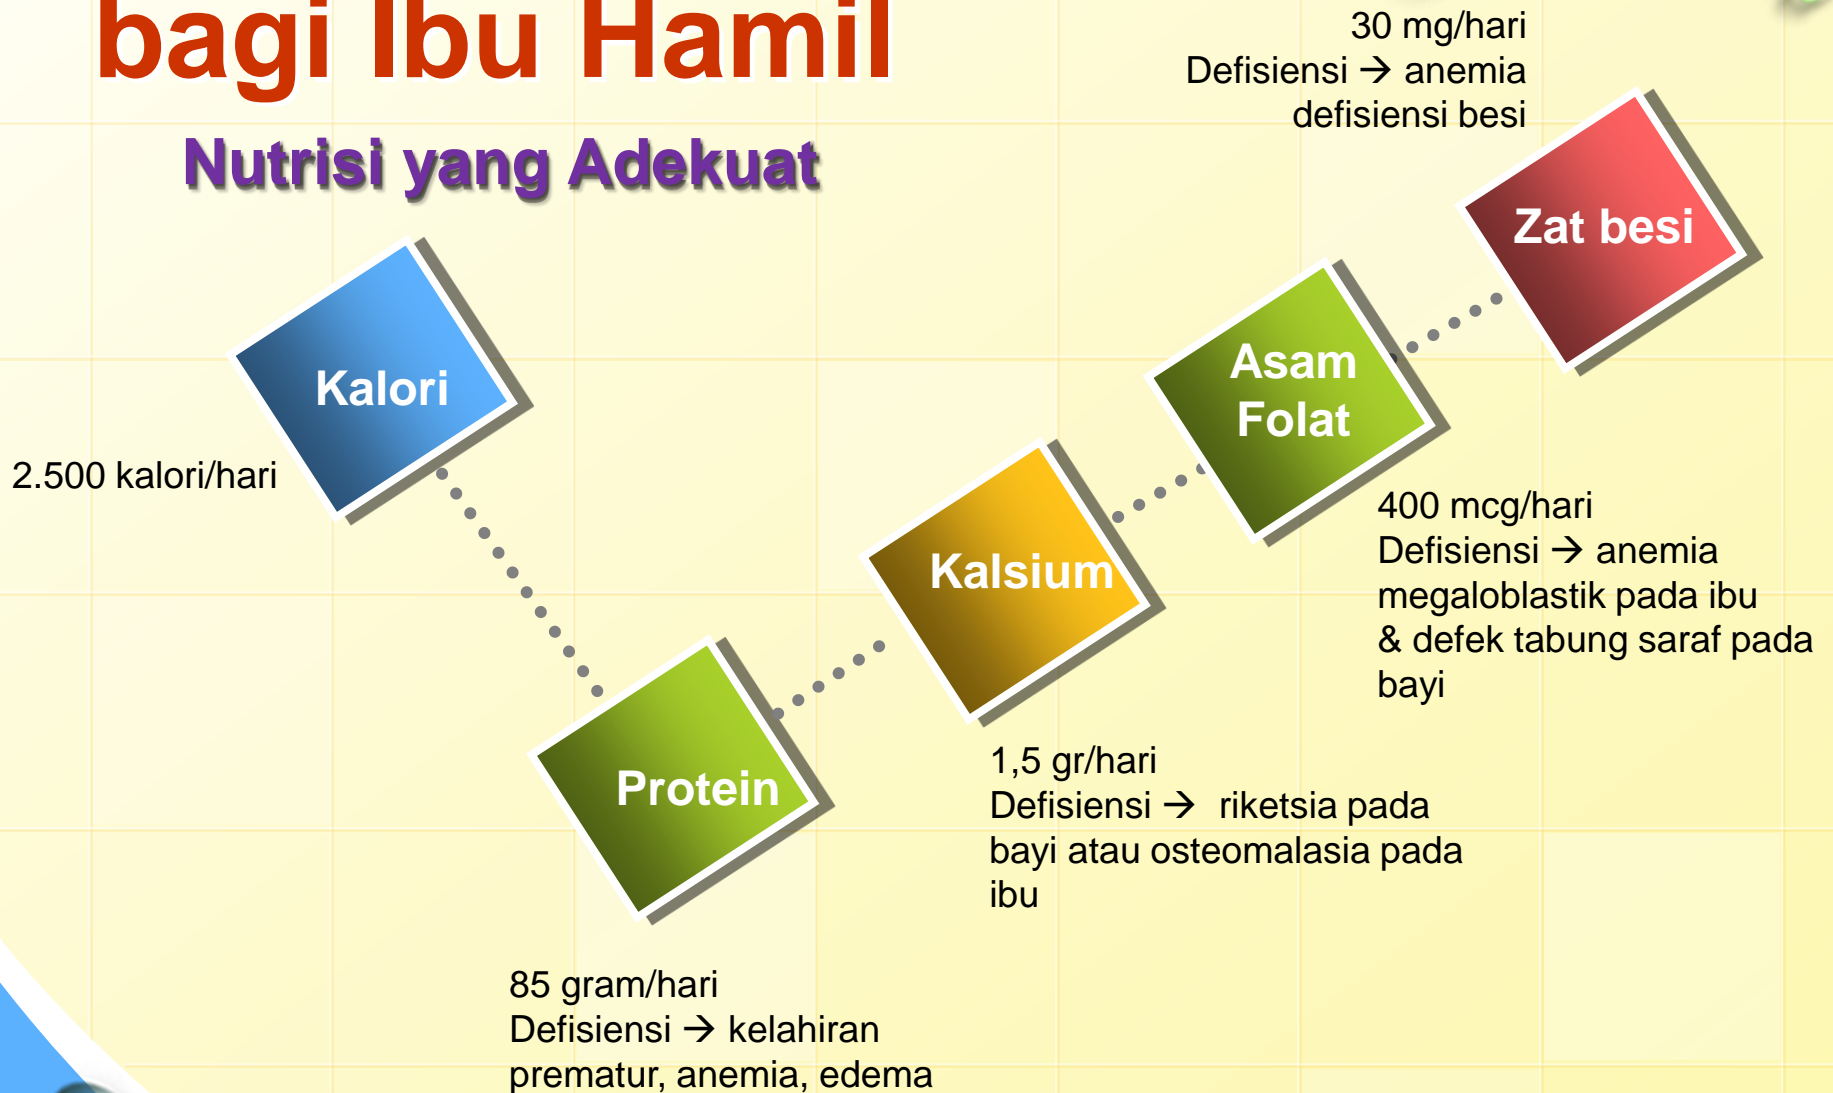 bagi Ibu Hamil
Nutrisi yang Adekuat
30 mg/hari
Defisiensi → anemia
defisiensi besi
Zat besi
Kalori
2.500 kalori/hari
Asam
Folat
400 mcg/hari
Defisiensi → anemia
megaloblastik pada ibu
& defek tabung saraf pada
bayi
Kalsium
1,5 gr/hari
Defisiensi → riketsia pada
bayi atau osteomalasia pada
ibu
Protein
85 gram/hari
Defisiensi → kelahiran
prematur, anemia, edema